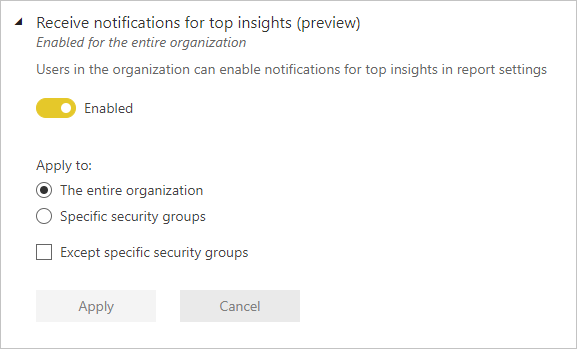 Receive notifications for top insights (preview)
Enabled for the entire organization
Users in the organization can enable notifications for top insights in report settings
Enabled
Apply to:
The entire organization
Specific security groups
Except specific security groups
Apply Cancel